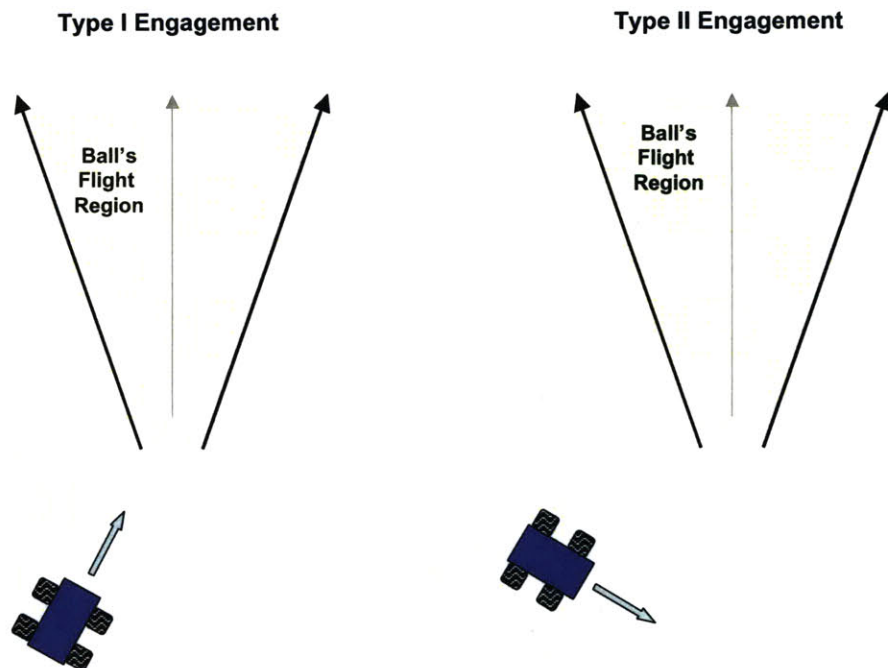 Type I Engagement
Type II Engagement
Ball's
Flight
Region
Ball's
Flight
Region